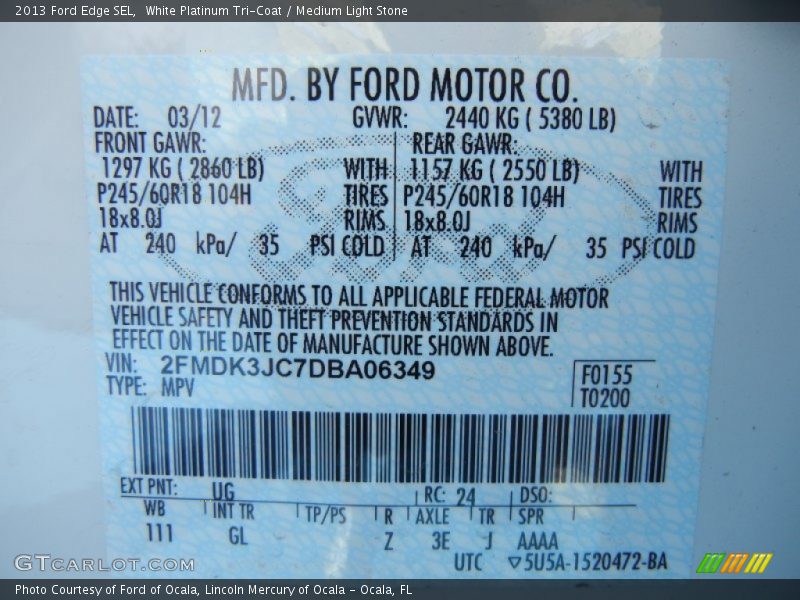 2013 Ford Edge SEL, White Platinum Tri-Coat / Medium Light Stone
MFD. BY FORD MOTOR CO.
DATE: 03/12 GVWR: 2440 KG ( 5380 LB)
FRONT GAWR: REAR GAWR:
1297 KG ( 2860 LB) WITH 1157 KG ( 2550 LB) WITH
P245/60R18 104H TIRES P245/60R18 104H TIRES
18x8.0J RIMS 18x8.0J RIMS
AT 240 kPa/ 35 PSI COLD AT 240 kPa/ 35 PSI COLD
THIS VEHICLE CONFORMS TO ALL APPLICABLE FEDERAL MOTOR
VEHICLE SAFETY AND THEFT PREVENTION STANDARDS IN
EFFECT ON THE DATE OF MANUFACTURE SHOWN ABOVE.
VIN: 2FMDK3JC7DBA06349 F0155
TYPE: MPV T0200
EXT PNT: UG RC: 24 DSO:
WB INT TR TP/PS R AXLE TR SPR
111 GL Z 3E J AAAA
UTC ▽5U5A-1520472-BA
GTCARLOT.COM
Photo Courtesy of Ford of Ocala, Lincoln Mercury of Ocala - Ocala, FL